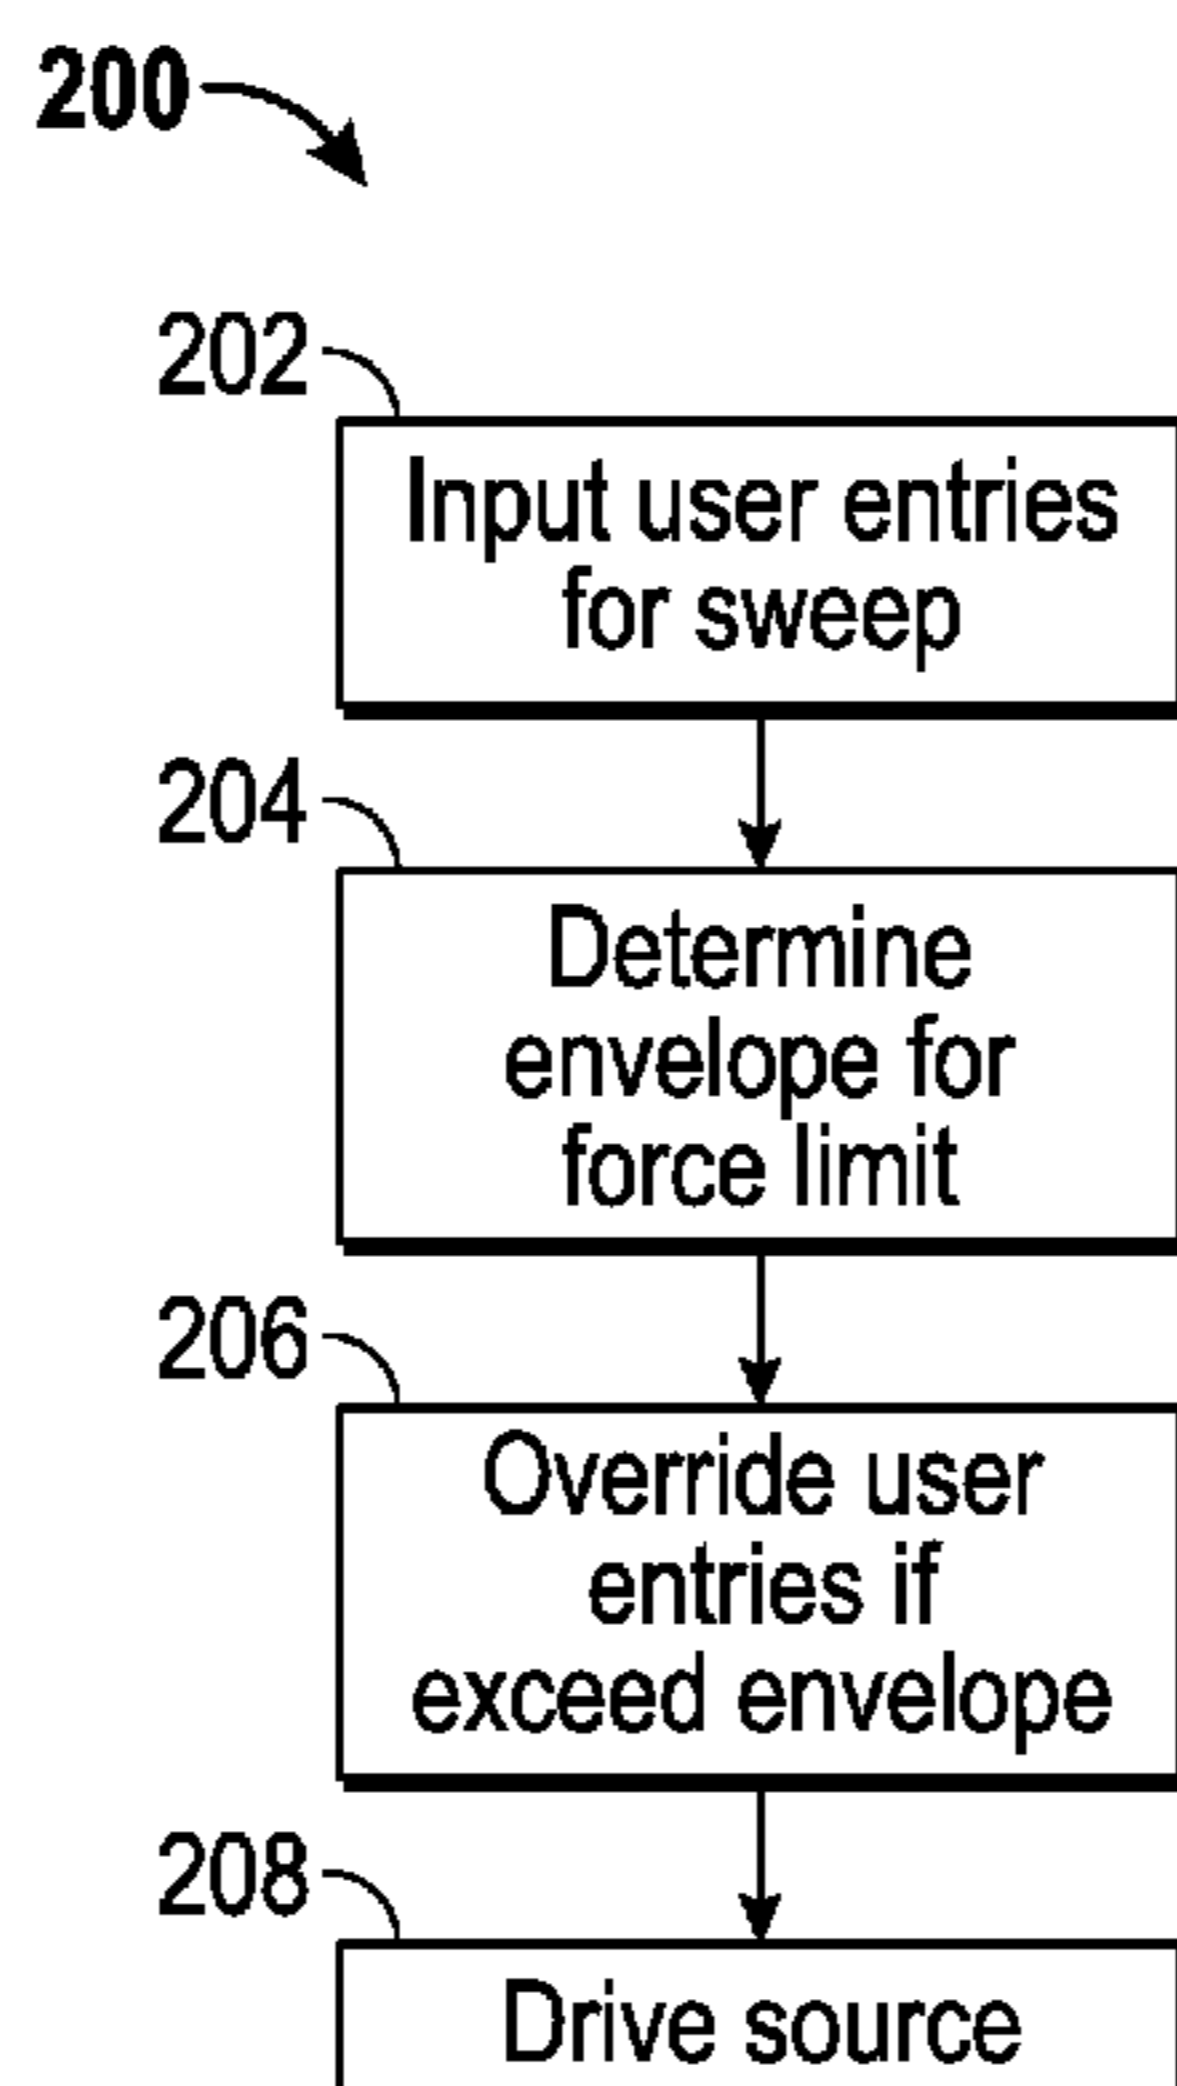 200
202
Input user entries
for sweep
204
Determine
envelope for
force limit
206
Override user
entries if
exceed envelope
208
Drive source